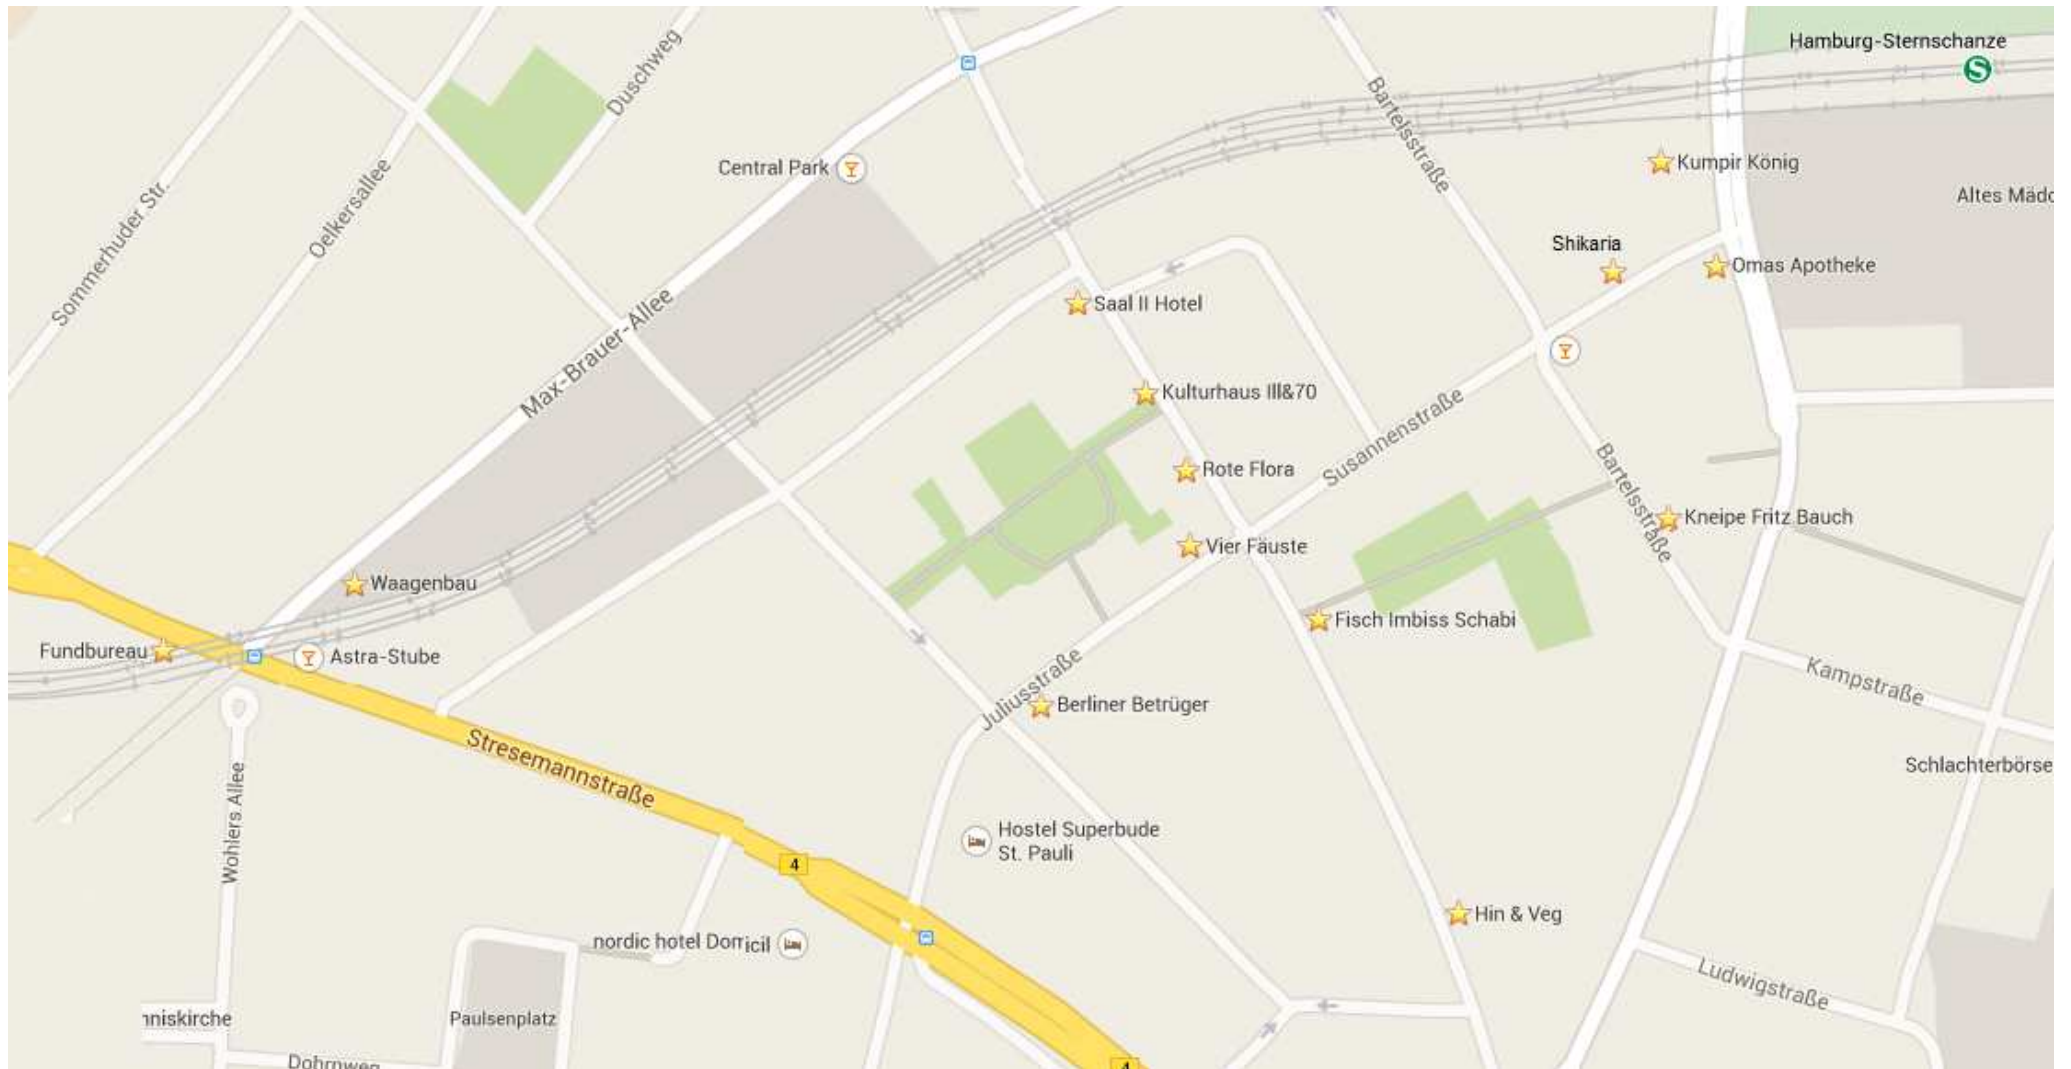 Hamburg-Sternschanze
S
Duschweg
Bartelsstraße
Central Park
Kumpir König
Altes Mädc
Sommerhuder Str.
Oelkersallee
Shikaria
Omas Apotheke
Saal II Hotel
Max-Brauer-Allee
Kulturhaus III&70
Susannenstraße
Rote Flora
Bartelsstraße
Kneipe Fritz Bauch
Vier Fäuste
Waagenbau
Fisch Imbiss Schabi
Fundbureau
Astra-Stube
Juliusstraße
Kampstraße
Berliner Betrüger
Stresemannstraße
Schlachterbörse
Wohlers Allee
Hostel Superbude
St. Pauli
4
Hin & Veg
nordic hotel Domicil
Ludwigstraße
nniskirche
Paulsenplatz
Dohrnweg
4